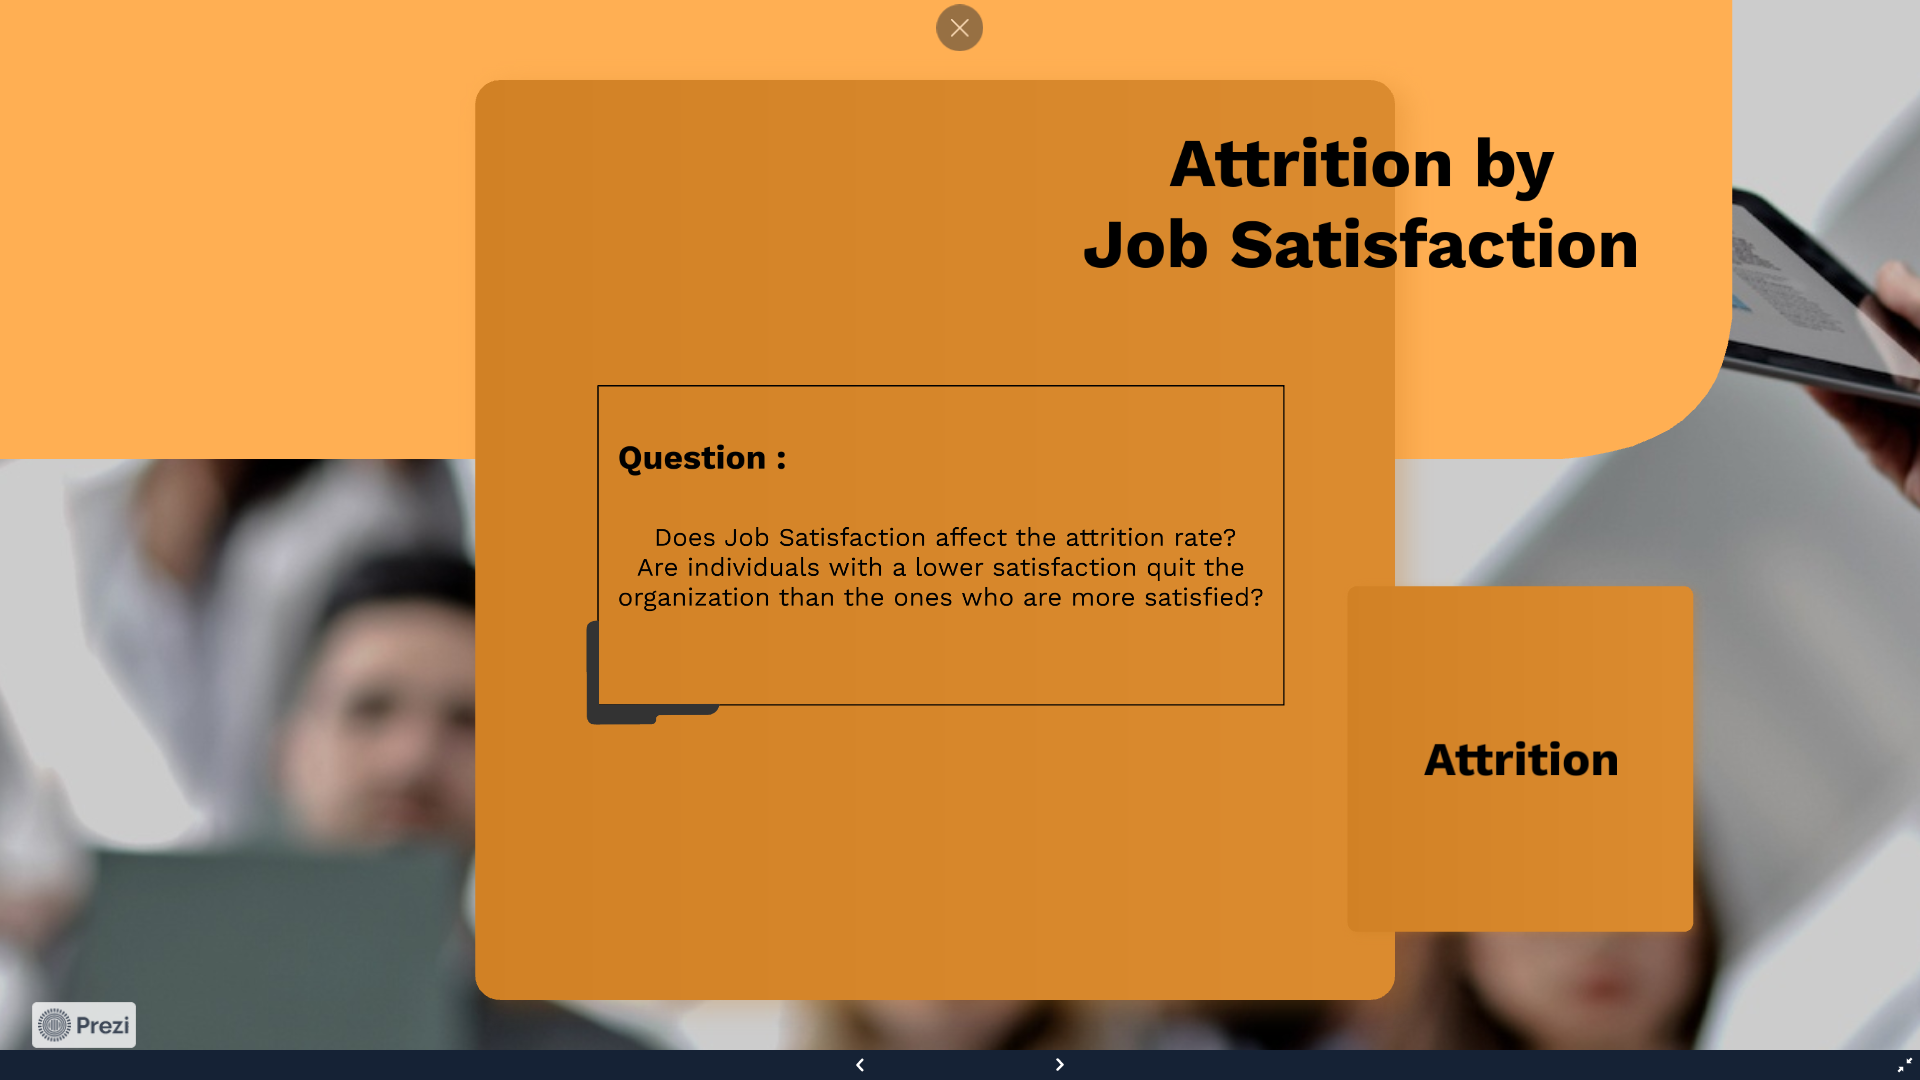 Attrition by
Job Satisfaction
Question :
Does Job Satisfaction affect the attrition rate?
Are individuals with a lower satisfaction quit the
organization than the ones who are more satisfied?
Attrition
Prezi